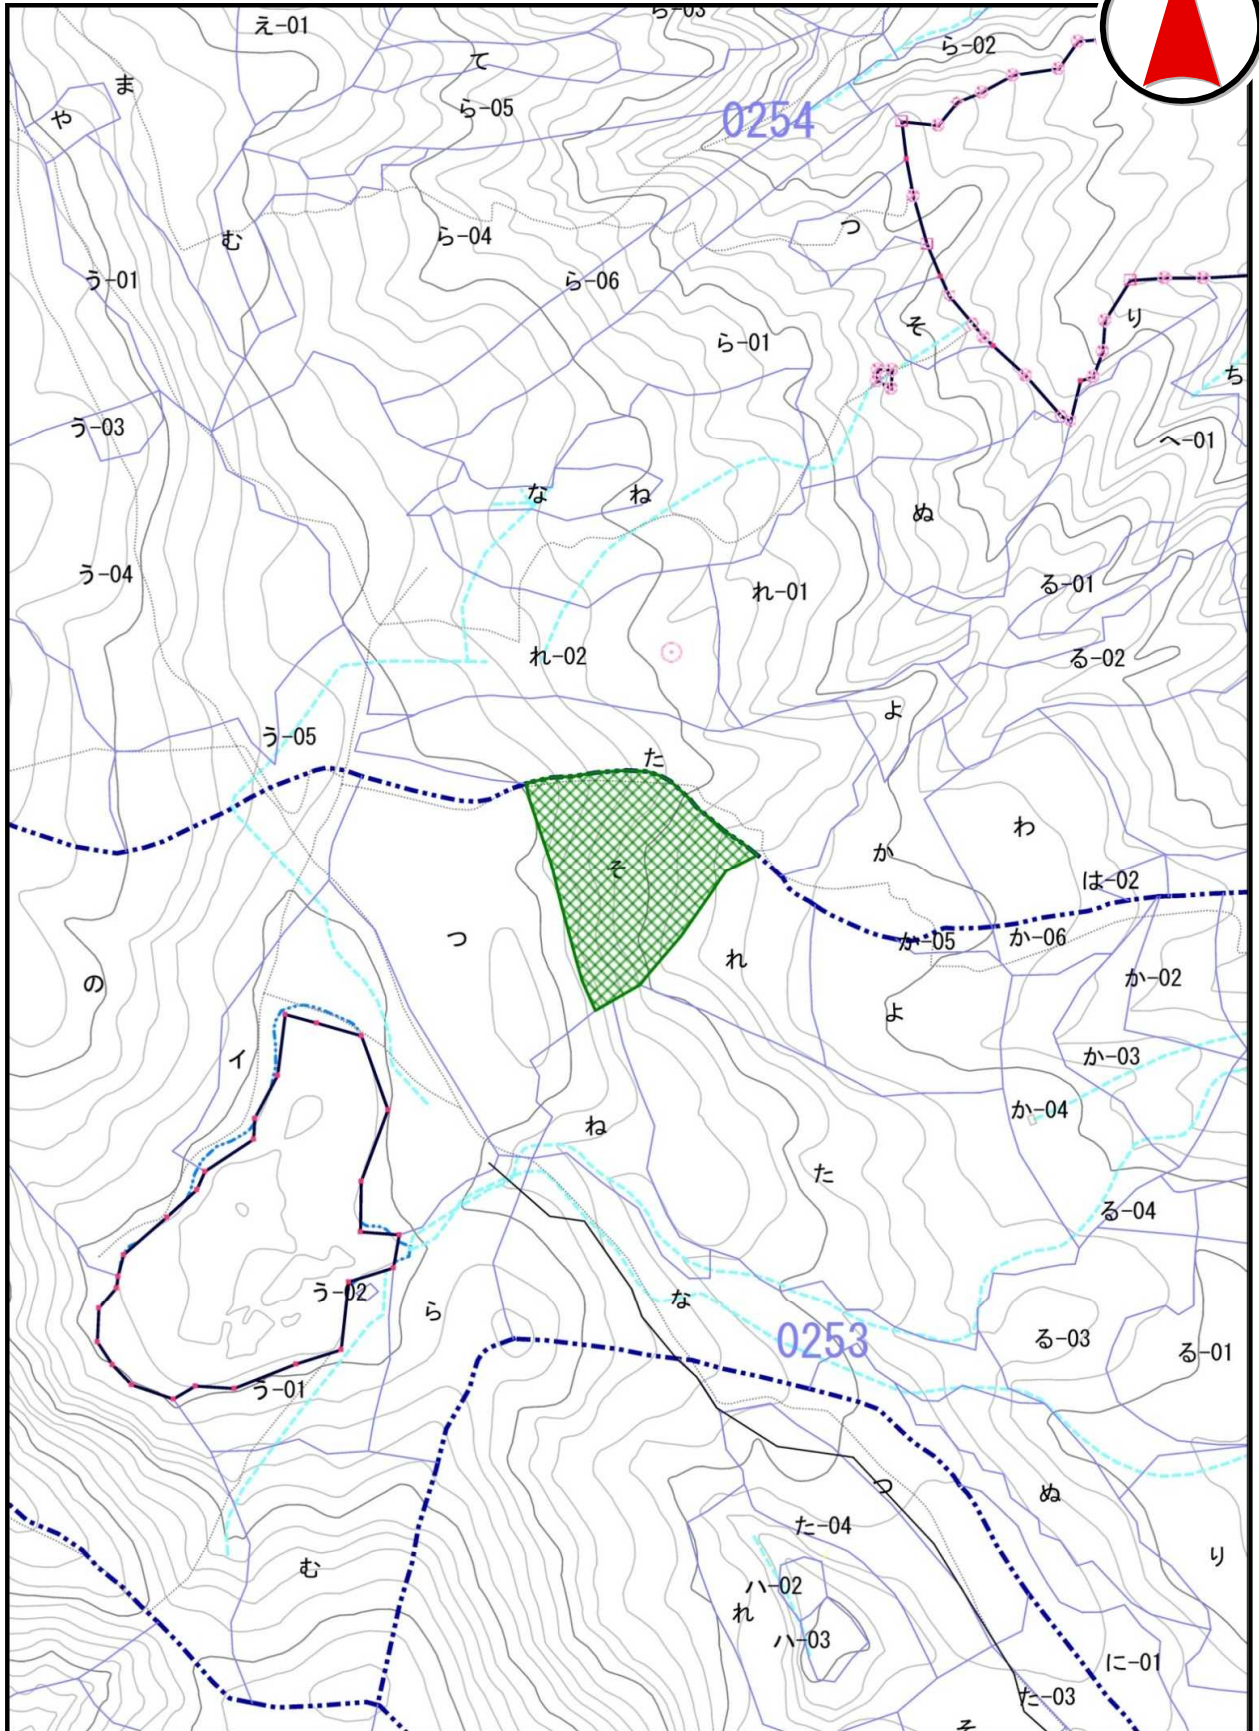 ら-03
え-01
ら-02
て
ま
ら-05
や
0254
つ
む
ら-04
う-01
ら-06
そ
り
ら-01
ち
う-03
へ-01
な
ね
ぬ
う-04
る-01
れ-01
れ-02
る-02
よ
う-05
た
わ
か
そ
は-02
つ
か-05
か-06
れ
か-02
の
よ
イ
か-03
か-04
ね
た
る-04
う-02
な
ら
0253
る-03
る-01
う-01
つ
ぬ
た-04
り
む
ハ-02
れ
ハ-03
に-01
た-03
そ